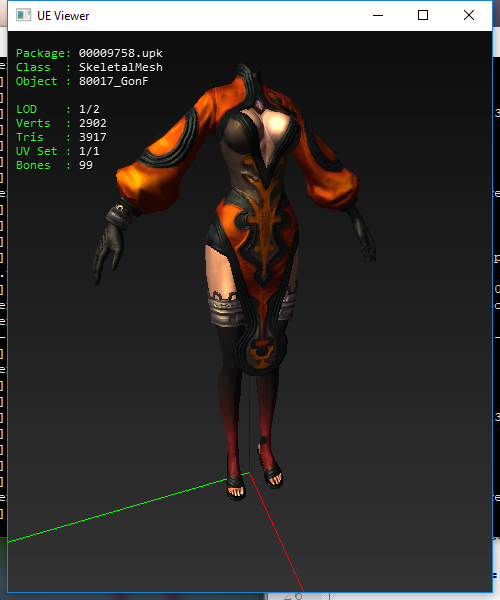 UE Viewer
Package: 00009758.upk
Class : SkeletalMesh
Object : 80017_GonF
LOD : 1/2
Verts : 2902
Tris : 3917
UV Set : 1/1
Bones : 99